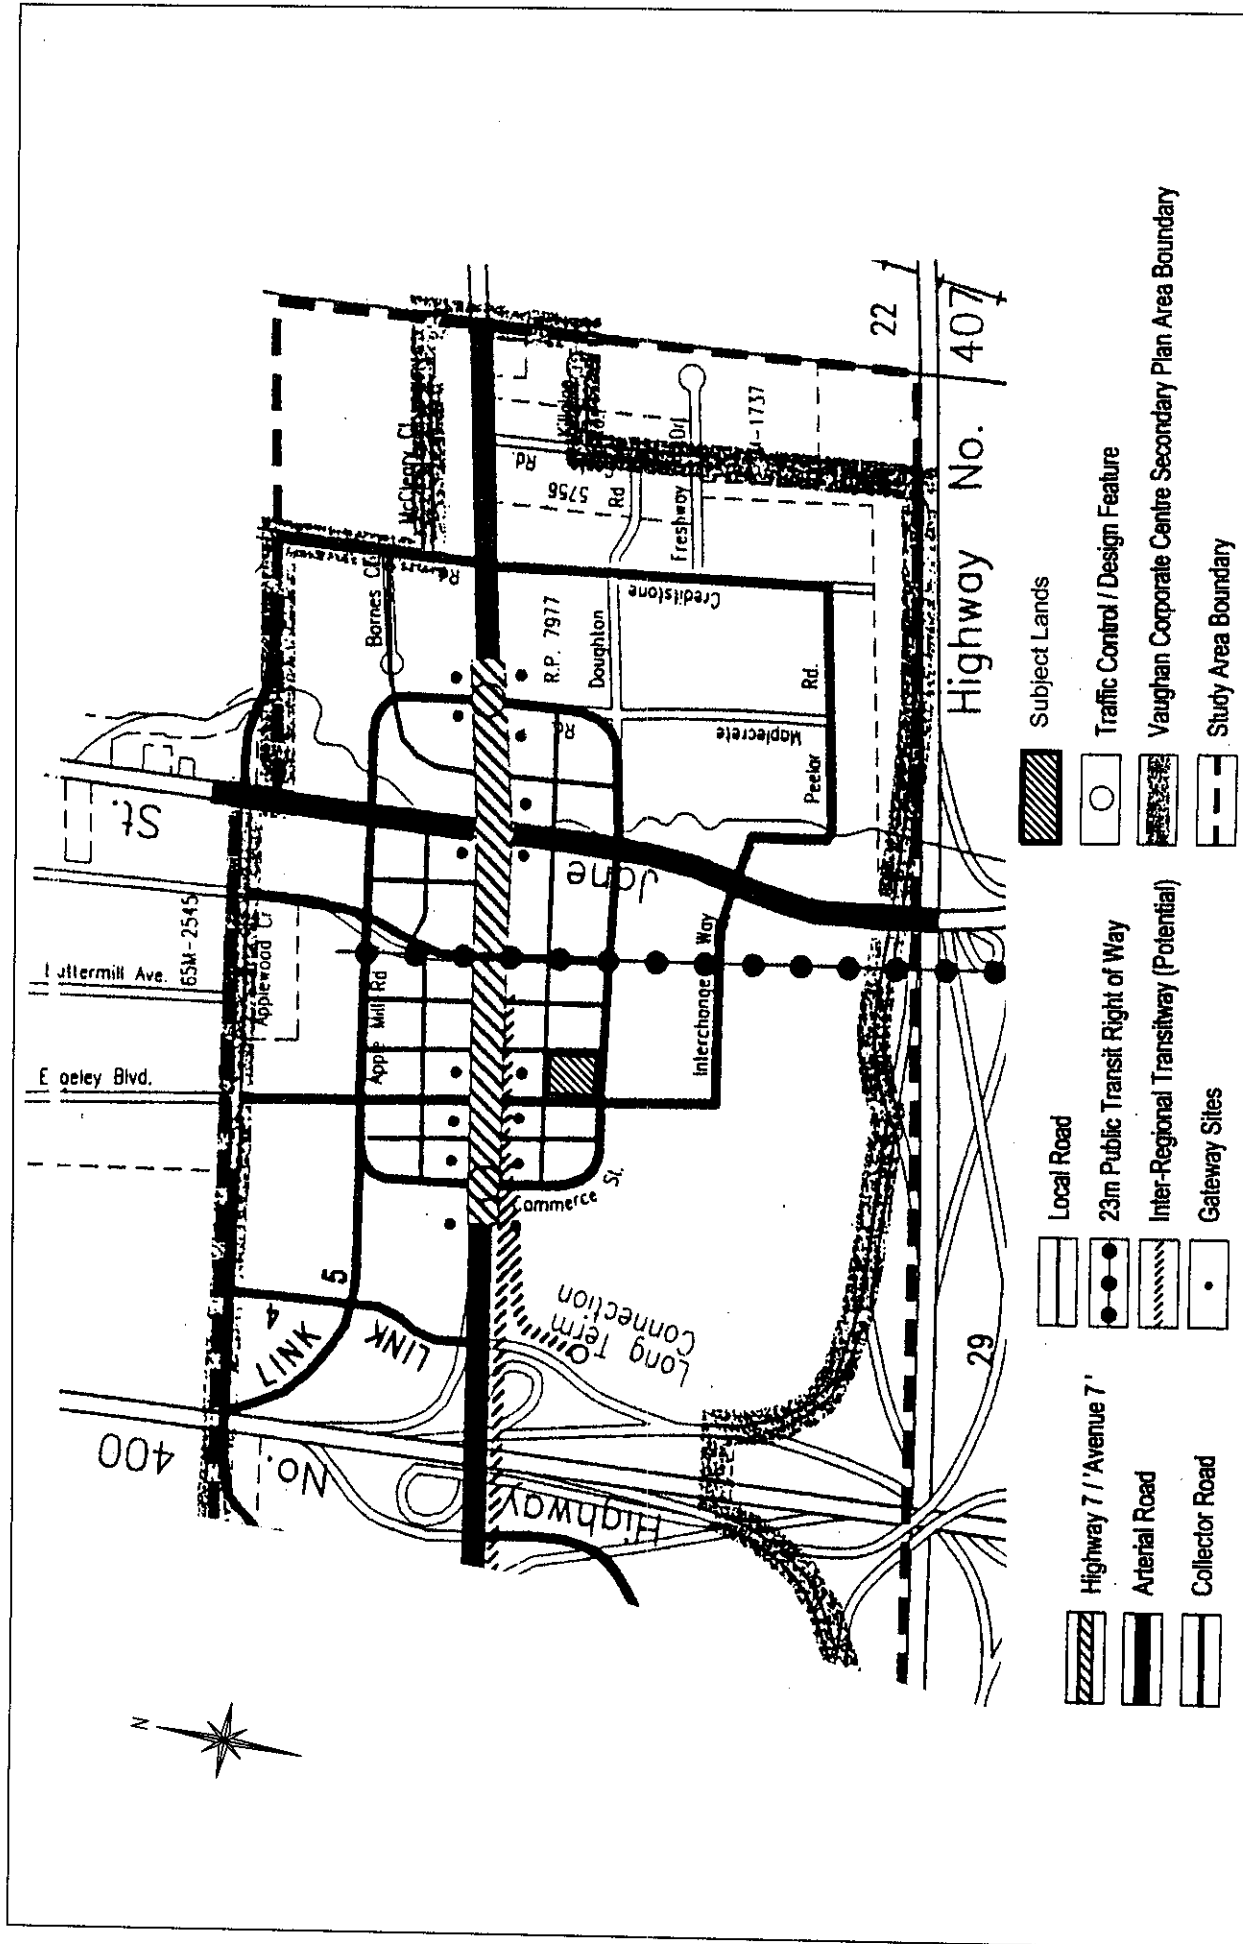 N
400
No.
Highway
LINK
4
LINK
5
Long Term
Connection
Blvd.
Ave.
65M-2545
Applewood Cr
Apple Mill Rd
St.
Jane
Commerce St.
Interchange Way
Barnes Ct
McCleary Ct
Rd
Rd.
5756
Rd
R.P. 7977
Doughton
Rd
Creditstone
Freshway Dr
Maplecrete
Peelar Rd.
22
29
Highway No. 407
Highway 7 / 'Avenue 7'
Arterial Road
Collector Road
Local Road
23m Public Transit Right of Way
Inter-Regional Transitway (Potential)
Gateway Sites
Subject Lands
Traffic Control / Design Feature
Vaughan Corporate Centre Secondary Plan Area Boundary
Study Area Boundary